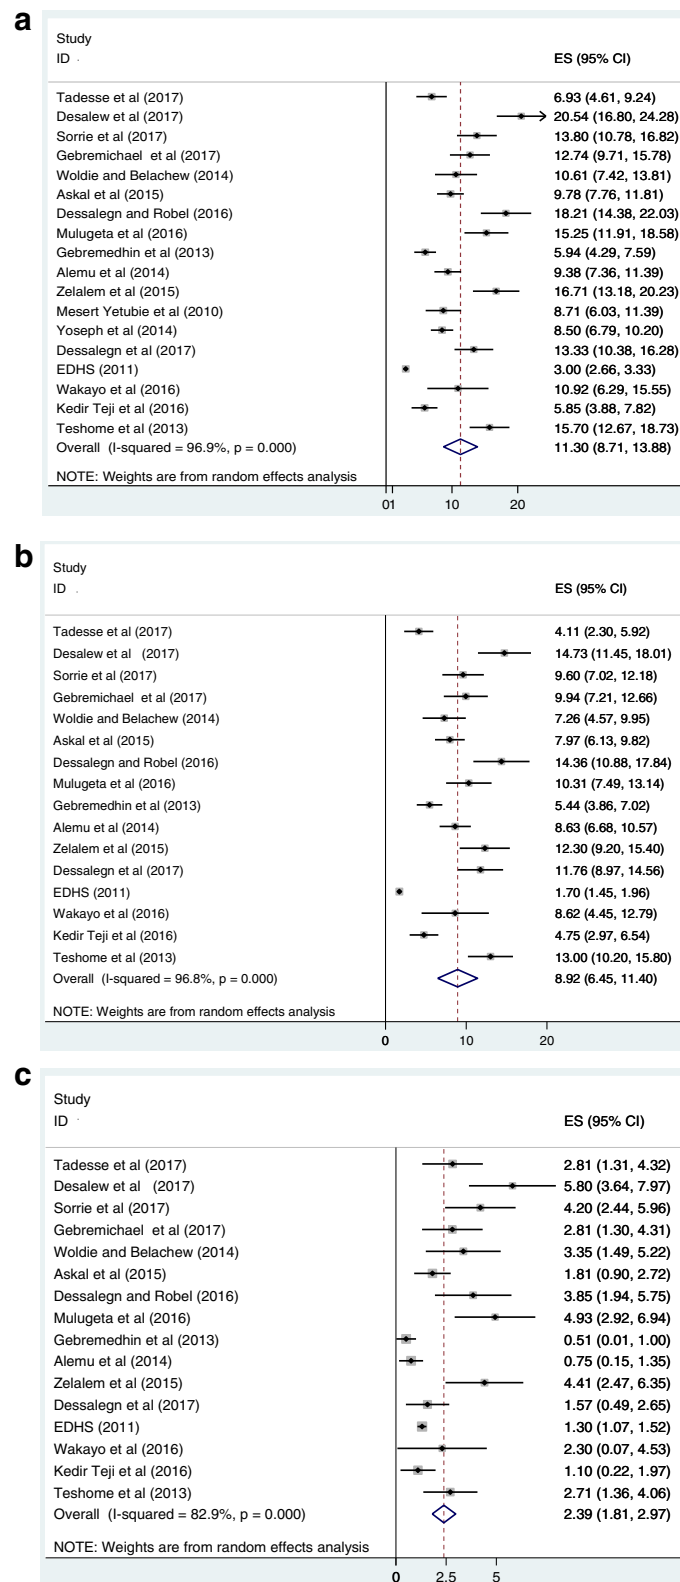 a
Study
ID
ES (95% CI)
Tadesse et al (2017) 6.93 (4.61, 9.24)
Desalew et al (2017) 20.54 (16.80, 24.28)
Sorrie et al (2017) 13.80 (10.78, 16.82)
Gebremichael et al (2017) 12.74 (9.71, 15.78)
Woldie and Belachew (2014) 10.61 (7.42, 13.81)
Askal et al (2015) 9.78 (7.76, 11.81)
Dessalegn and Robel (2016) 18.21 (14.38, 22.03)
Mulugeta et al (2016) 15.25 (11.91, 18.58)
Gebremedhin et al (2013) 5.94 (4.29, 7.59)
Alemu et al (2014) 9.38 (7.36, 11.39)
Zelalem et al (2015) 16.71 (13.18, 20.23)
Mesert Yetubie et al (2010) 8.71 (6.03, 11.39)
Yoseph et al (2014) 8.50 (6.79, 10.20)
Dessalegn et al (2017) 13.33 (10.38, 16.28)
EDHS (2011) 3.00 (2.66, 3.33)
Wakayo et al (2016) 10.92 (6.29, 15.55)
Kedir Teji et al (2016) 5.85 (3.88, 7.82)
Teshome et al (2013) 15.70 (12.67, 18.73)
Overall (I-squared = 96.9%, p = 0.000) 11.30 (8.71, 13.88)
NOTE: Weights are from random effects analysis
01 10 20
b
Study
ID
ES (95% CI)
Tadesse et al (2017) 4.11 (2.30, 5.92)
Desalew et al (2017) 14.73 (11.45, 18.01)
Sorrie et al (2017) 9.60 (7.02, 12.18)
Gebremichael et al (2017) 9.94 (7.21, 12.66)
Woldie and Belachew (2014) 7.26 (4.57, 9.95)
Askal et al (2015) 7.97 (6.13, 9.82)
Dessalegn and Robel (2016) 14.36 (10.88, 17.84)
Mulugeta et al (2016) 10.31 (7.49, 13.14)
Gebremedhin et al (2013) 5.44 (3.86, 7.02)
Alemu et al (2014) 8.63 (6.68, 10.57)
Zelalem et al (2015) 12.30 (9.20, 15.40)
Dessalegn et al (2017) 11.76 (8.97, 14.56)
EDHS (2011) 1.70 (1.45, 1.96)
Wakayo et al (2016) 8.62 (4.45, 12.79)
Kedir Teji et al (2016) 4.75 (2.97, 6.54)
Teshome et al (2013) 13.00 (10.20, 15.80)
Overall (I-squared = 96.8%, p = 0.000) 8.92 (6.45, 11.40)
NOTE: Weights are from random effects analysis
0 10 20
c
Study
ID
ES (95% CI)
Tadesse et al (2017) 2.81 (1.31, 4.32)
Desalew et al (2017) 5.80 (3.64, 7.97)
Sorrie et al (2017) 4.20 (2.44, 5.96)
Gebremichael et al (2017) 2.81 (1.30, 4.31)
Woldie and Belachew (2014) 3.35 (1.49, 5.22)
Askal et al (2015) 1.81 (0.90, 2.72)
Dessalegn and Robel (2016) 3.85 (1.94, 5.75)
Mulugeta et al (2016) 4.93 (2.92, 6.94)
Gebremedhin et al (2013) 0.51 (0.01, 1.00)
Alemu et al (2014) 0.75 (0.15, 1.35)
Zelalem et al (2015) 4.41 (2.47, 6.35)
Dessalegn et al (2017) 1.57 (0.49, 2.65)
EDHS (2011) 1.30 (1.07, 1.52)
Wakayo et al (2016) 2.30 (0.07, 4.53)
Kedir Teji et al (2016) 1.10 (0.22, 1.97)
Teshome et al (2013) 2.71 (1.36, 4.06)
Overall (I-squared = 82.9%, p = 0.000) 2.39 (1.81, 2.97)
NOTE: Weights are from random effects analysis
0 2.5 5